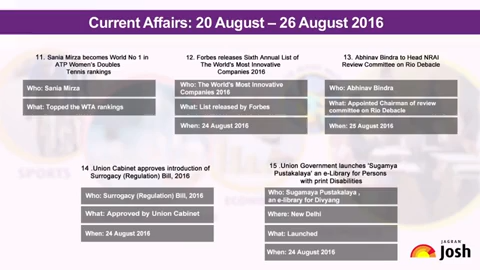 Current Affairs: 20 August – 26 August 2016
11. Sania Mirza becomes World No 1 in
ATP Women's Doubles
Tennis rankings
Who: Sania Mirza
What: Topped the WTA rankings
12. Forbes releases Sixth Annual List of
The World's Most Innovative
Companies 2016
Who: The World's Most Innovative
Companies 2016
What: List released by Forbes
When: 24 August 2016
13. Abhinav Bindra to Head NRAI
Review Committee on Rio Debacle
Who: Abhinav Bindra
What: Appointed Chairman of review
committee on Rio Debacle
When: 25 August 2016
14 .Union Cabinet approves introduction of
Surrogacy (Regulation) Bill, 2016
Who: Surrogacy (Regulation) Bill, 2016
What: Approved by Union Cabinet
When: 24 August 2016
15 .Union Government launches 'Sugamya
Pustakalaya' an e-Library for Persons
with print Disabilities
Who: Sugamaya Pustakalaya ,
an e-library for Divyang
Where: New Delhi
What: Launched
When: 24 August 2016
JAGRAN
Josh